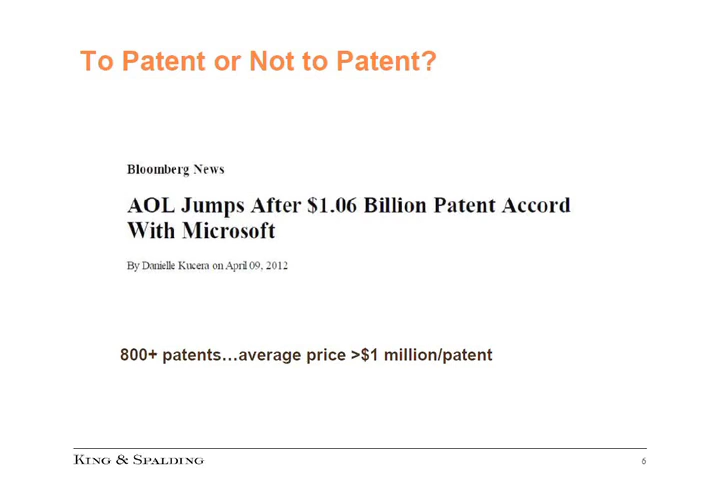 To Patent or Not to Patent?
Bloomberg News
AOL Jumps After $1.06 Billion Patent Accord
With Microsoft
By Danielle Kucera on April 09, 2012
800+ patents…average price >$1 million/patent
KING & SPALDING
6